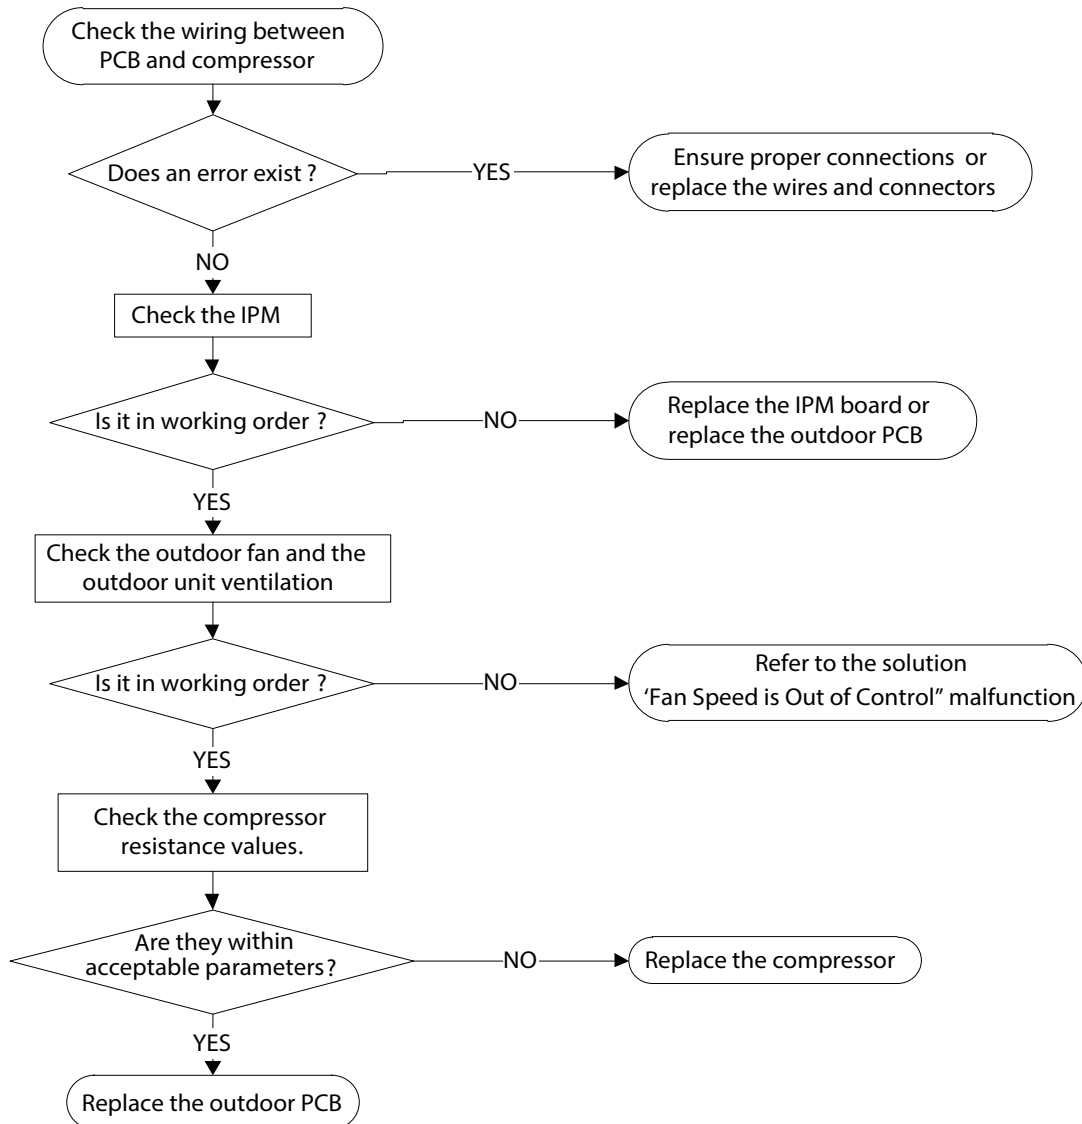 Check the wiring between
PCB and compressor
Does an error exist ?
YES
Ensure proper connections or
replace the wires and connectors
NO
Check the IPM
Is it in working order ?
NO
Replace the IPM board or
replace the outdoor PCB
YES
Check the outdoor fan and the
outdoor unit ventilation
Is it in working order ?
NO
Refer to the solution
‘Fan Speed is Out of Control” malfunction
YES
Check the compressor
resistance values.
Are they within
acceptable parameters?
NO
Replace the compressor
YES
Replace the outdoor PCB